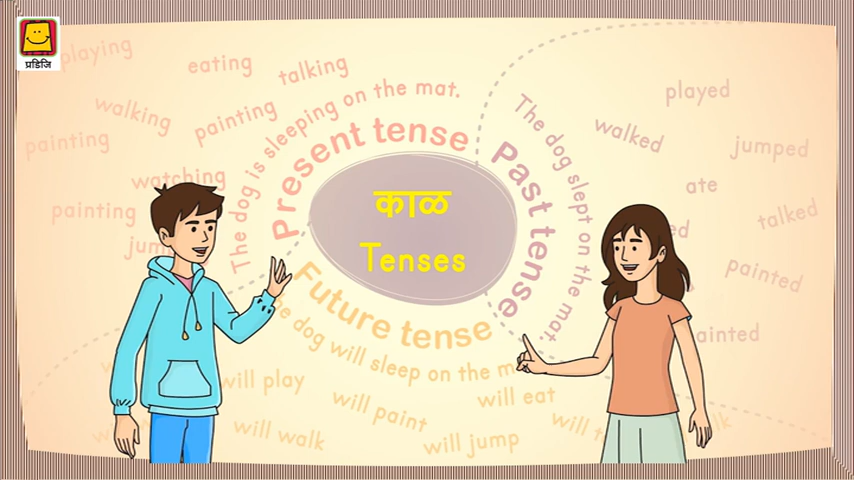 प्रडिजि
playing
eating
talking
walking
painting
painting
watching
painting
The dog is sleeping on the mat.
Present tense
played
walked
jumped
ate
talked
painted
The dog slept on the mat.
Past tense
काळ
Tenses
Future tense
dog will sleep on the
will play
will paint
will eat
will walk
will jump
will